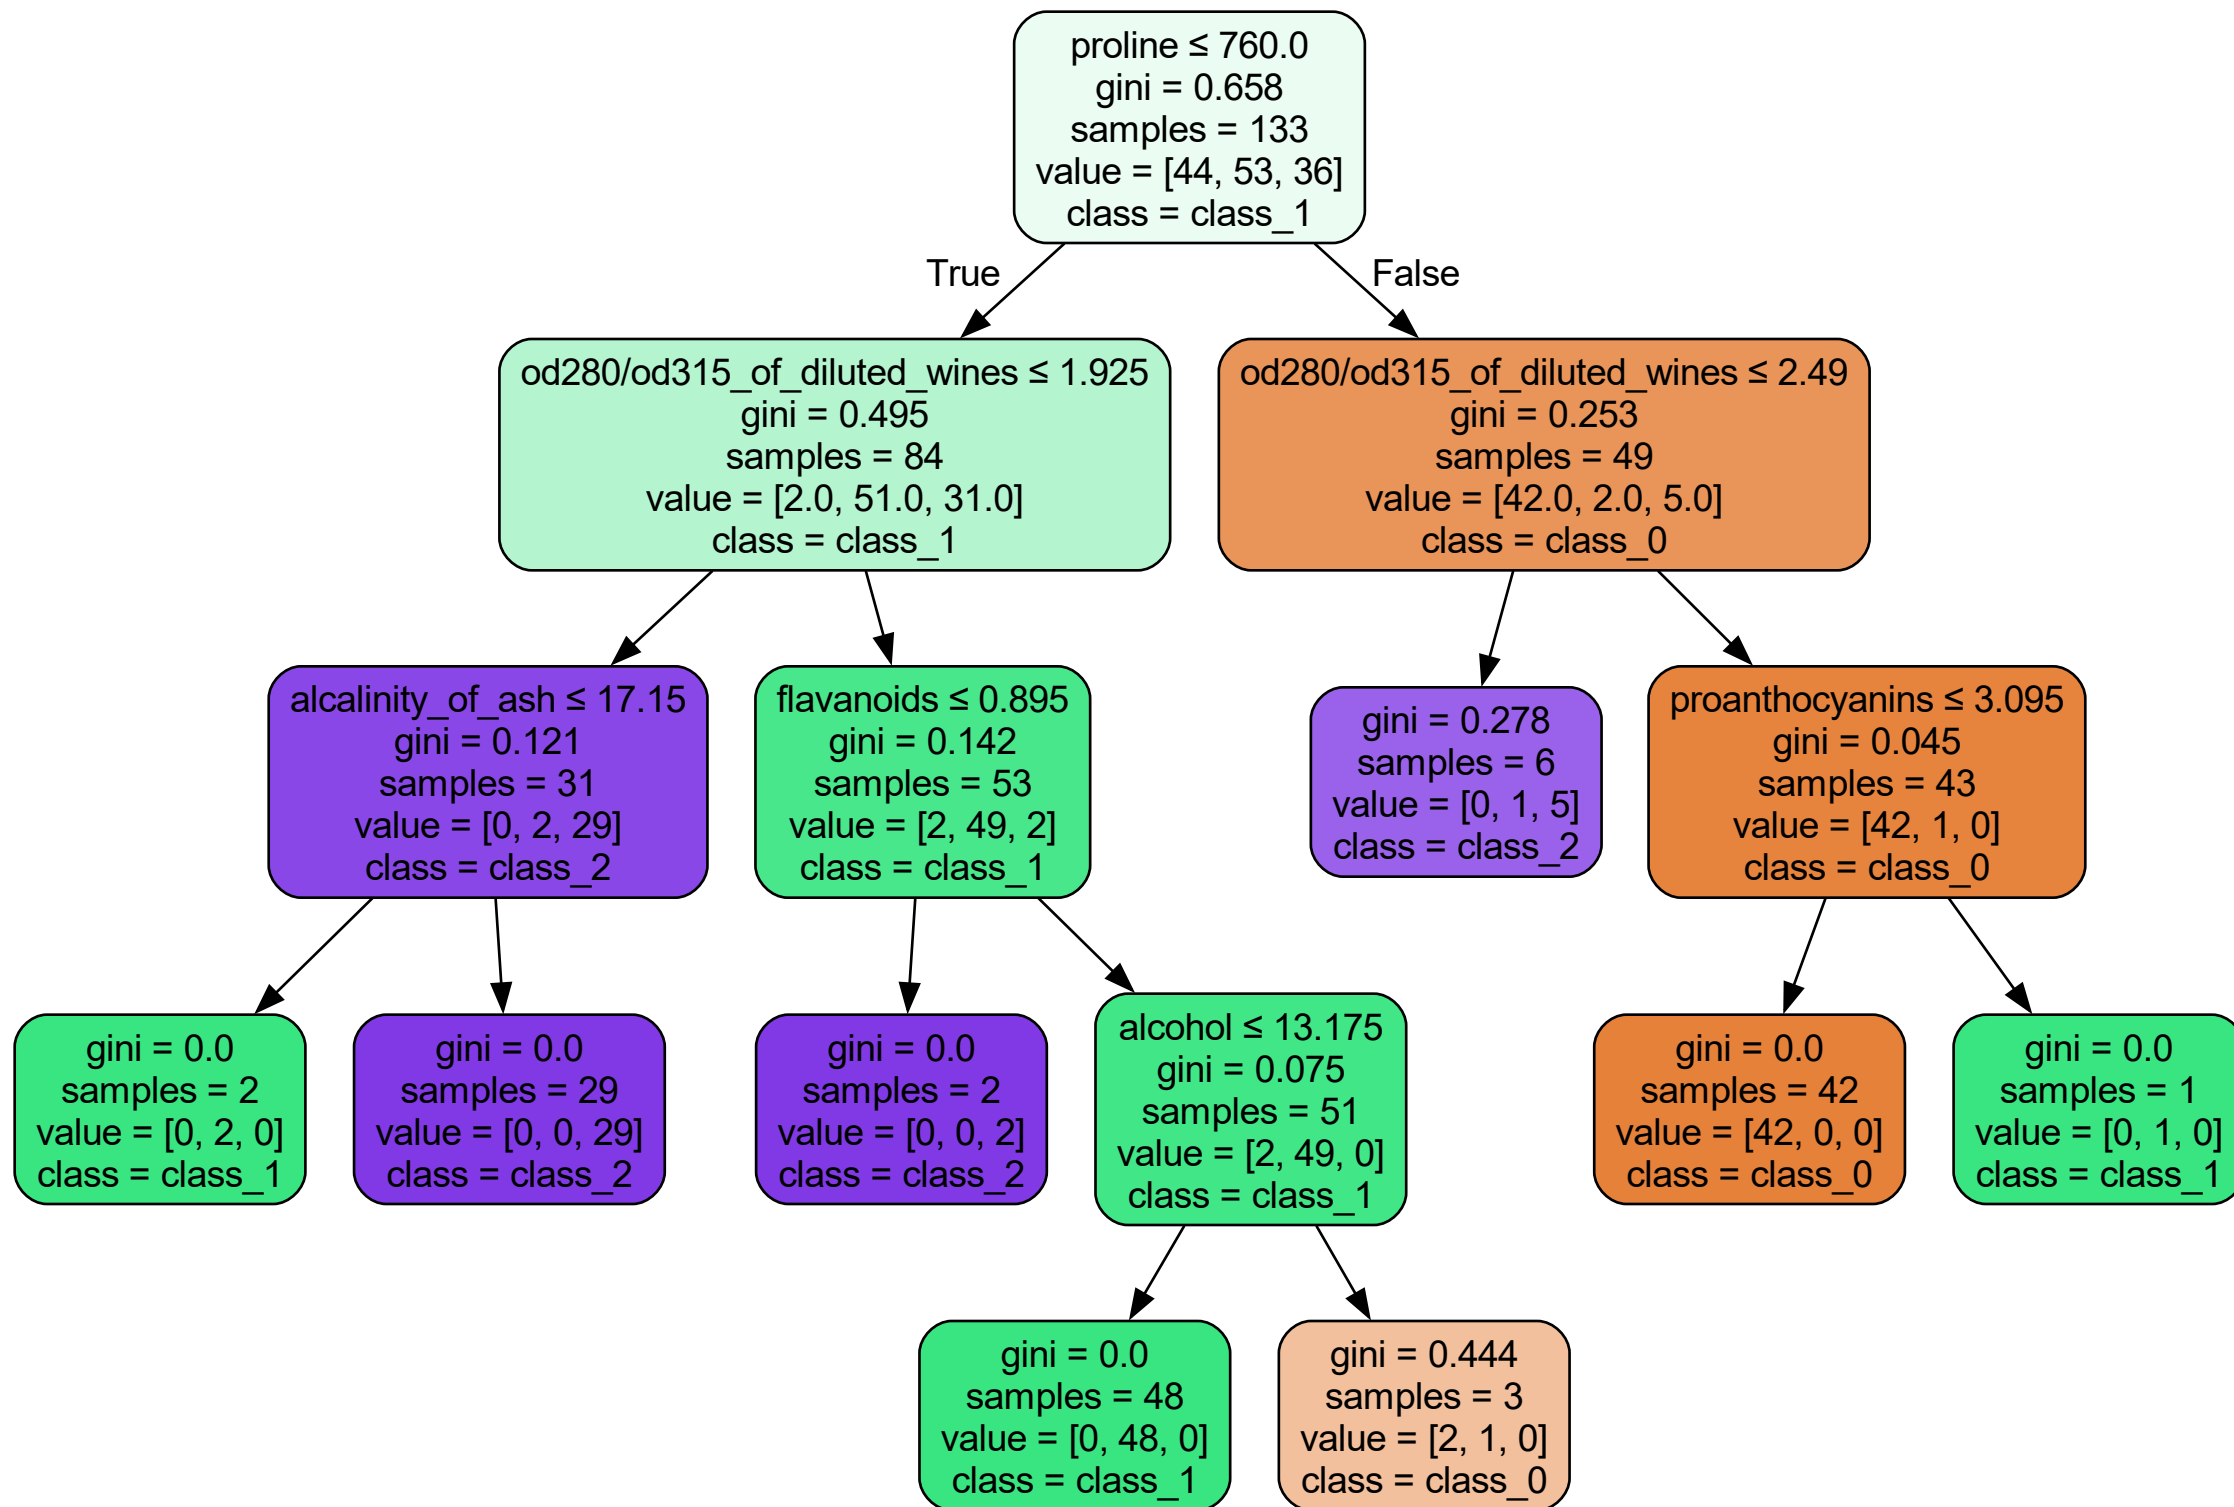 proline ≤ 760.0
gini = 0.658
samples = 133
value = [44, 53, 36]
class = class_1
True
False
od280/od315_of_diluted_wines ≤ 1.925
gini = 0.495
samples = 84
value = [2.0, 51.0, 31.0]
class = class_1
od280/od315_of_diluted_wines ≤ 2.49
gini = 0.253
samples = 49
value = [42.0, 2.0, 5.0]
class = class_0
alcalinity_of_ash ≤ 17.15
gini = 0.121
samples = 31
value = [0, 2, 29]
class = class_2
flavanoids ≤ 0.895
gini = 0.142
samples = 53
value = [2, 49, 2]
class = class_1
gini = 0.278
samples = 6
value = [0, 1, 5]
class = class_2
proanthocyanins ≤ 3.095
gini = 0.045
samples = 43
value = [42, 1, 0]
class = class_0
gini = 0.0
samples = 2
value = [0, 2, 0]
class = class_1
gini = 0.0
samples = 29
value = [0, 0, 29]
class = class_2
gini = 0.0
samples = 2
value = [0, 0, 2]
class = class_2
alcohol ≤ 13.175
gini = 0.075
samples = 51
value = [2, 49, 0]
class = class_1
gini = 0.0
samples = 42
value = [42, 0, 0]
class = class_0
gini = 0.0
samples = 1
value = [0, 1, 0]
class = class_1
gini = 0.0
samples = 48
value = [0, 48, 0]
class = class_1
gini = 0.444
samples = 3
value = [2, 1, 0]
class = class_0